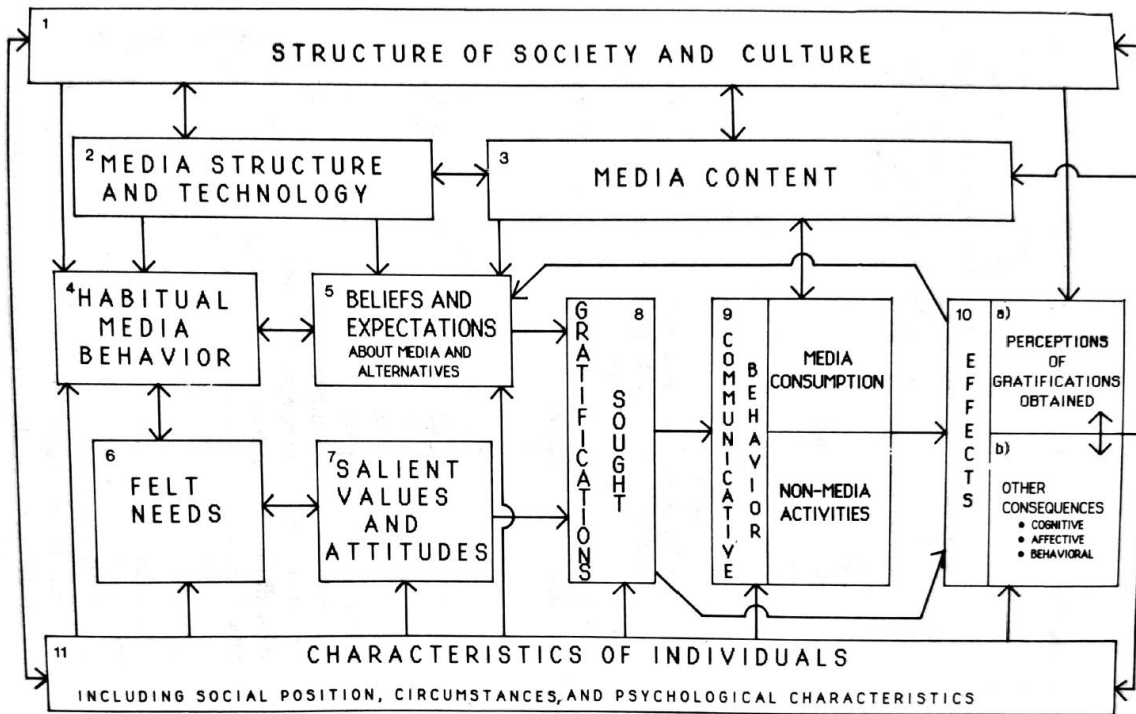 1
STRUCTURE OF SOCIETY AND CULTURE
2
MEDIA STRUCTURE
AND TECHNOLOGY
3
MEDIA CONTENT
4
HABITUAL
MEDIA
BEHAVIOR
5
BELIEFS AND
EXPECTATIONS
ABOUT MEDIA AND
ALTERNATIVES
6
FELT
NEEDS
7
SALIENT
VALUES
AND
ATTITUDES
8
GRATIFICATIONS
SOUGHT
9
COMMUNICATIVE
BEHAVIOR
MEDIA
CONSUMPTION
NON-MEDIA
ACTIVITIES
10
EFFECTS
a)
PERCEPTIONS
OF
GRATIFICATIONS
OBTAINED
b)
OTHER
CONSEQUENCES
• COGNITIVE
• AFFECTIVE
• BEHAVIORAL
11
CHARACTERISTICS OF INDIVIDUALS
INCLUDING SOCIAL POSITION, CIRCUMSTANCES, AND PSYCHOLOGICAL CHARACTERISTICS